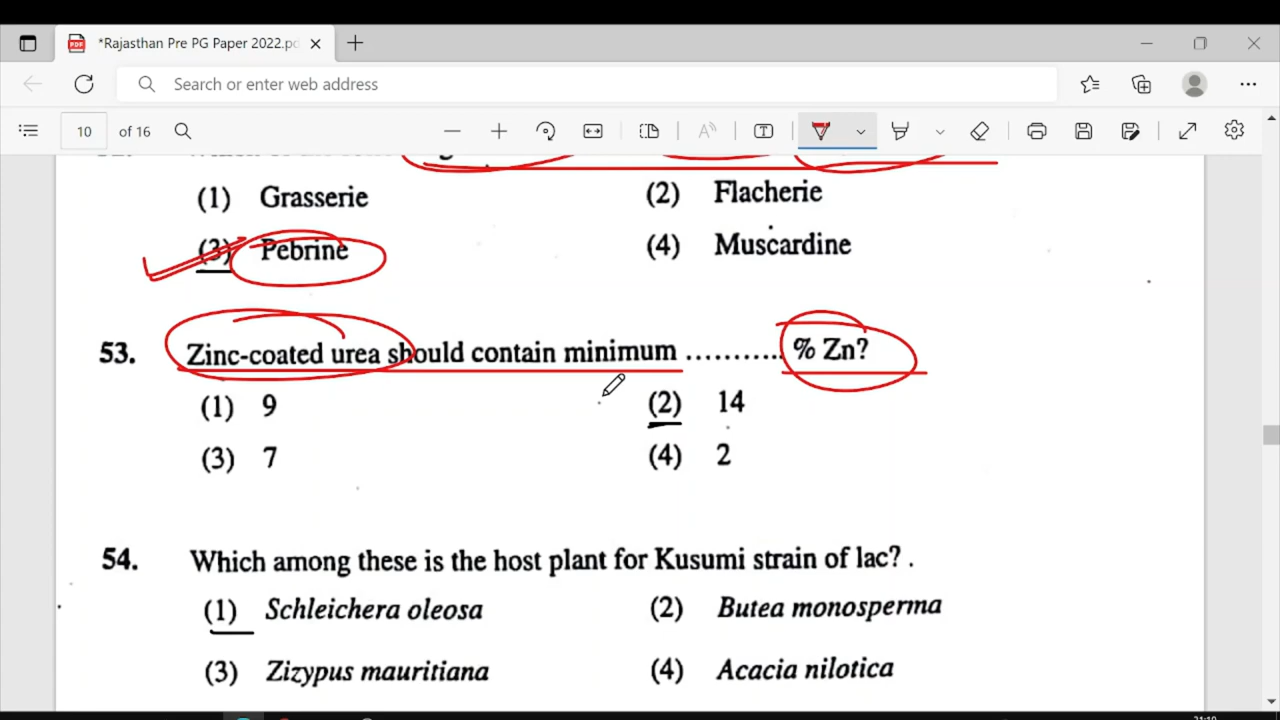 *Rajasthan Pre PG Paper 2022.pd
Search or enter web address
10 of 16
(1) Grasserie (2) Flacherie
(3) Pebrine (4) Muscardine
53. Zinc-coated urea should contain minimum ........... % Zn?
(1) 9 (2) 14
(3) 7 (4) 2
54. Which among these is the host plant for Kusumi strain of lac? .
(1) Schleichera oleosa (2) Butea monosperma
(3) Zizypus mauritiana (4) Acacia nilotica